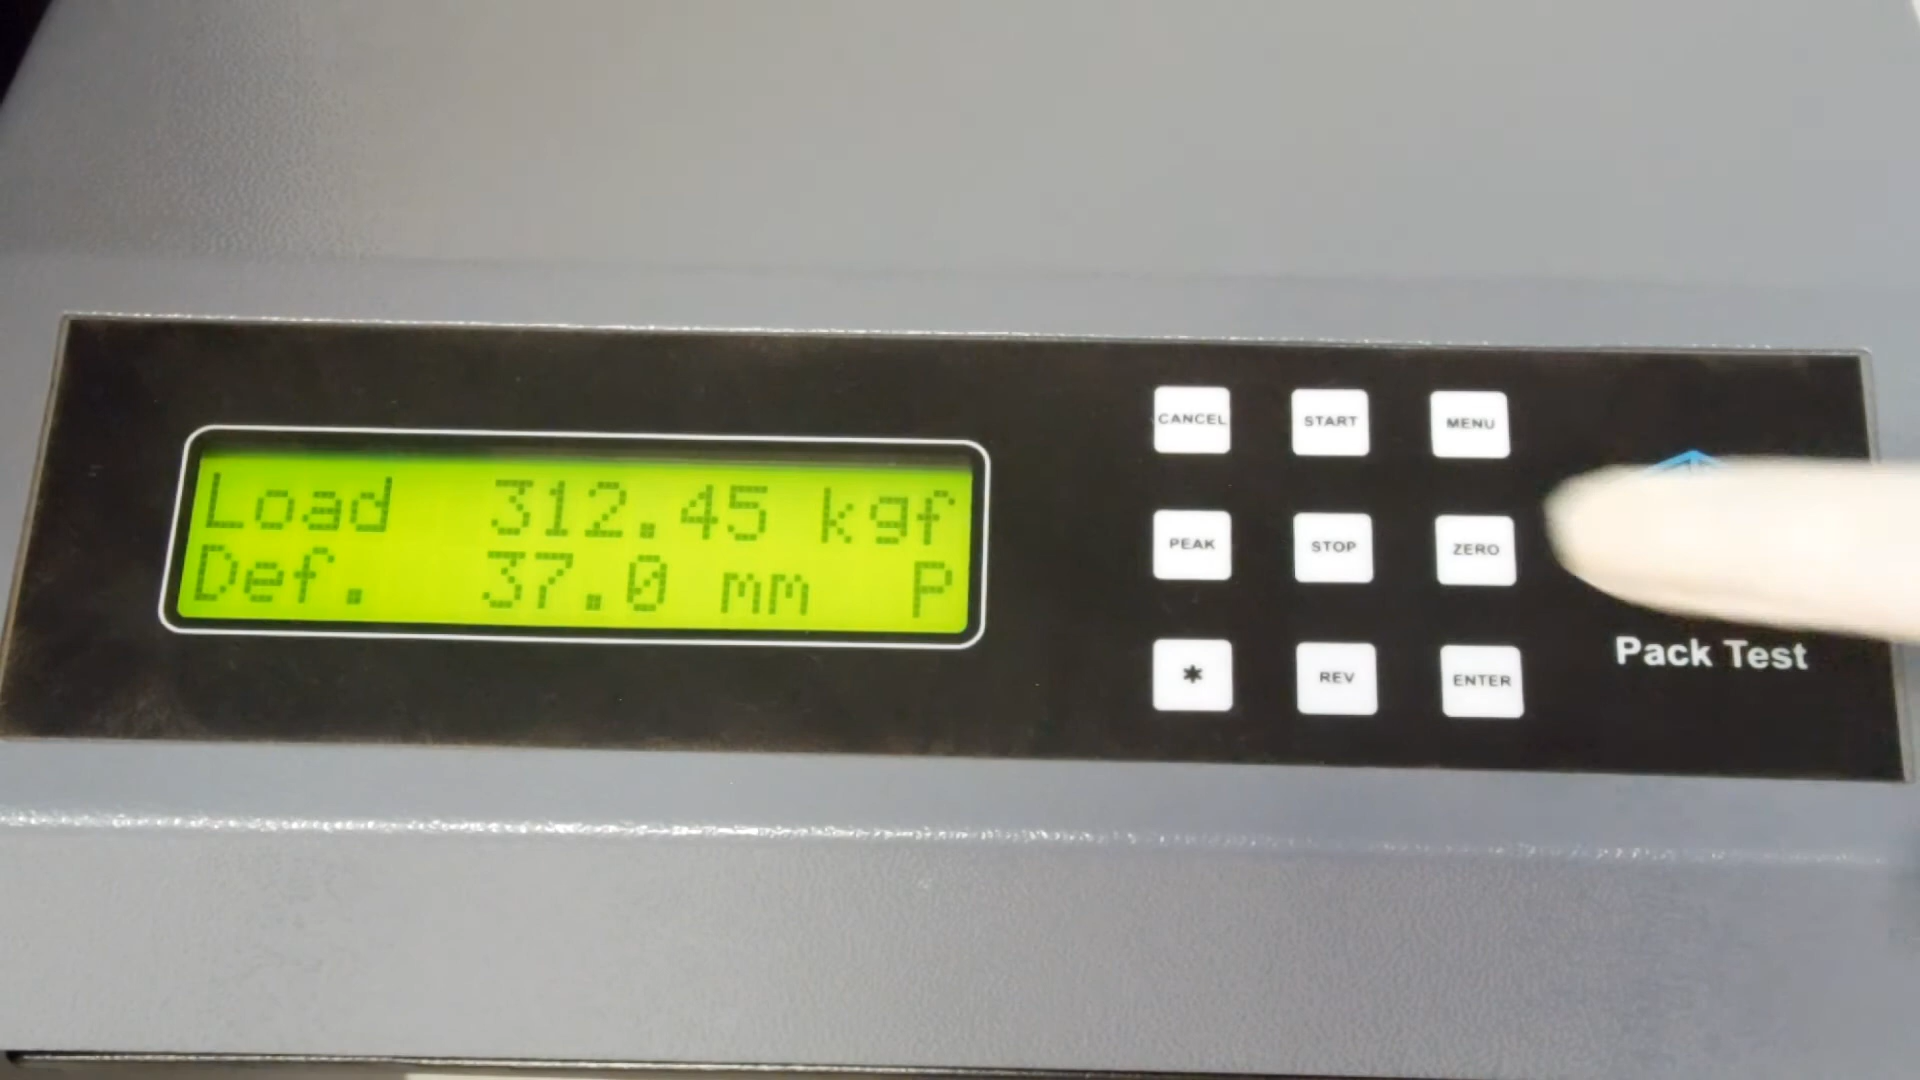 Load 312.45 kgf
Def. 37.0 mm P
CANCEL START MENU
PEAK STOP ZERO
* REV ENTER
Pack Test